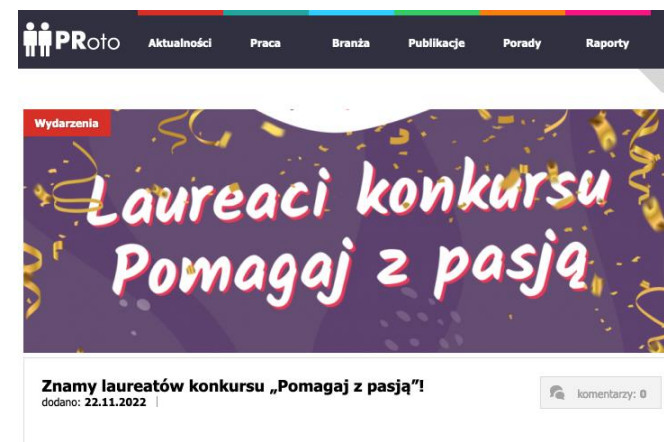 PRoto
Aktualności Praca Branża Publikacje Porady Raporty
Wydarzenia
Laureaci konkursu
Pomagaj z pasją
Znamy laureatów konkursu „Pomagaj z pasją”!
dodano: 22.11.2022
komentarzy: 0